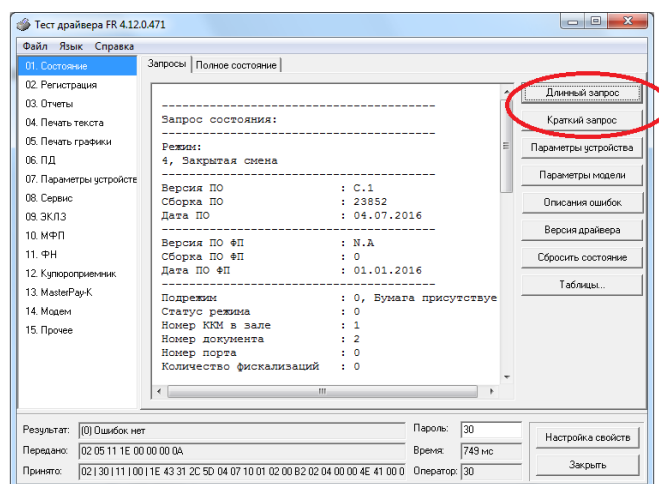 Тест драйвера FR 4.12.0.471
Файл Язык Справка
01. Состояние
02. Регистрация
03. Отчеты
04. Печать текста
05. Печать графики
06. ПД
07. Параметры устройств
08. Сервис
09. ЭКЛЗ
10. МФП
11. ФН
12. Купюроприемник
13. MasterPay-K
14. Модем
15. Прочее
Запросы Полное состояние
----------------------------------------
Запрос состояния:
----------------------------------------
Режим:
4, Закрытая смена
----------------------------------------
Версия ПО : C.1
Сборка ПО : 23852
Дата ПО : 04.07.2016
----------------------------------------
Версия ПО ФП : N.A
Сборка ПО ФП : 0
Дата ПО ФП : 01.01.2016
----------------------------------------
Подрежим : 0, Бумага присутствуе
Статус режима : 0
Номер ККМ в зале : 1
Номер документа : 2
Номер порта : 0
Количество фискализаций : 0
Длинный запрос
Краткий запрос
Параметры устройства
Параметры модели
Описания ошибок
Версия драйвера
Сбросить состояние
Таблицы...
Результат: (0) Ошибок нет Пароль: 30
Передано: 02 05 11 1E 00 00 00 0A Время: 749 мс
Принято: 02 | 30 | 11 | 00 | 1E 43 31 2C 5D 04 07 10 01 02 00 B2 02 04 00 00 4E 41 00 0 Оператор: 30
Настройка свойств
Закрыть